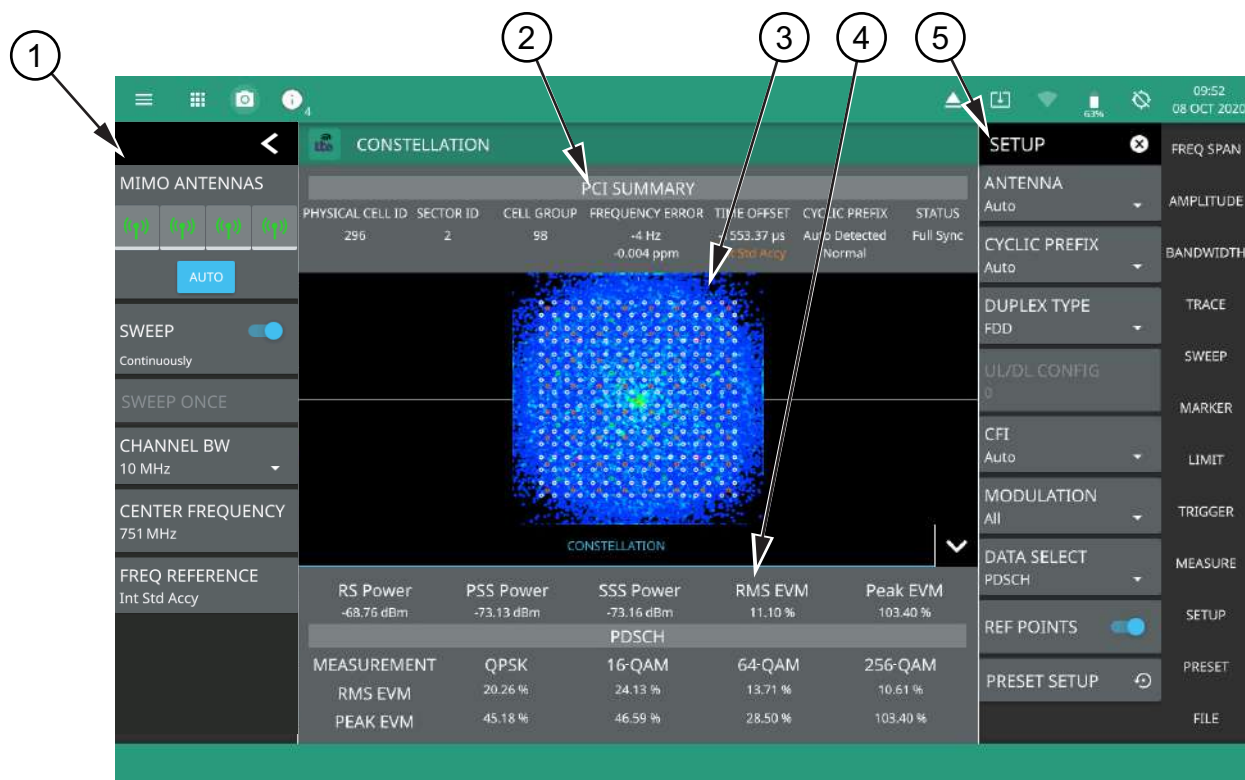 1
2
3
4
5
4
63%
09:52
08 OCT 2020
lte
CONSTELLATION
SETUP
MIMO ANTENNAS
AUTO
SWEEP
Continuously
SWEEP ONCE
CHANNEL BW
10 MHz
CENTER FREQUENCY
751 MHz
FREQ REFERENCE
Int Std Accy
PCI SUMMARY
PHYSICAL CELL ID SECTOR ID CELL GROUP FREQUENCY ERROR TIME OFFSET CYCLIC PREFIX STATUS
296 2 98 -4 Hz 553.37 µs Auto Detected Full Sync
-0.004 ppm Std Accy Normal
CONSTELLATION
RS Power PSS Power SSS Power RMS EVM Peak EVM
-68.76 dBm -73.13 dBm -73.16 dBm 11.10 % 103.40 %
PDSCH
MEASUREMENT QPSK 16-QAM 64-QAM 256-QAM
RMS EVM 20.26 % 24.13 % 13.71 % 10.61 %
PEAK EVM 45.18 % 46.59 % 28.50 % 103.40 %
ANTENNA
Auto
CYCLIC PREFIX
Auto
DUPLEX TYPE
FDD
UL/DL CONFIG
0
CFI
Auto
MODULATION
All
DATA SELECT
PDSCH
REF POINTS
PRESET SETUP
FREQ SPAN
AMPLITUDE
BANDWIDTH
TRACE
SWEEP
MARKER
LIMIT
TRIGGER
MEASURE
SETUP
PRESET
FILE